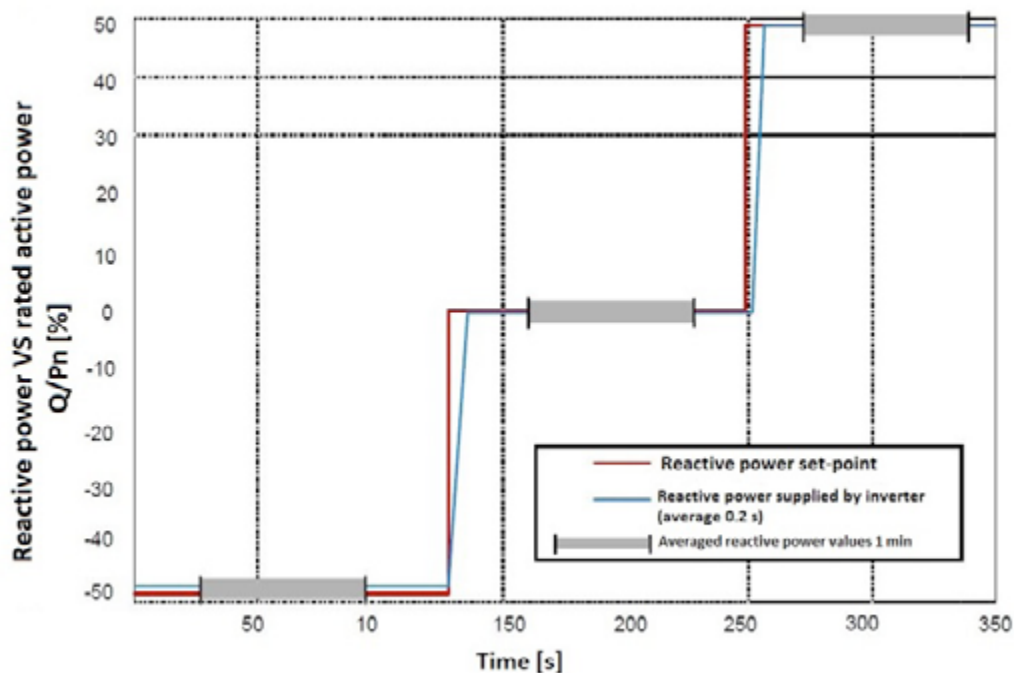 Reactive power VS rated active power
Q/Pn [%]
50
40
30
20
10
0
-10
-20
-30
-40
-50
Reactive power set-point
Reactive power supplied by inverter
(average 0.2 s)
Averaged reactive power values 1 min
50
10
150
200
250
300
350
Time [s]